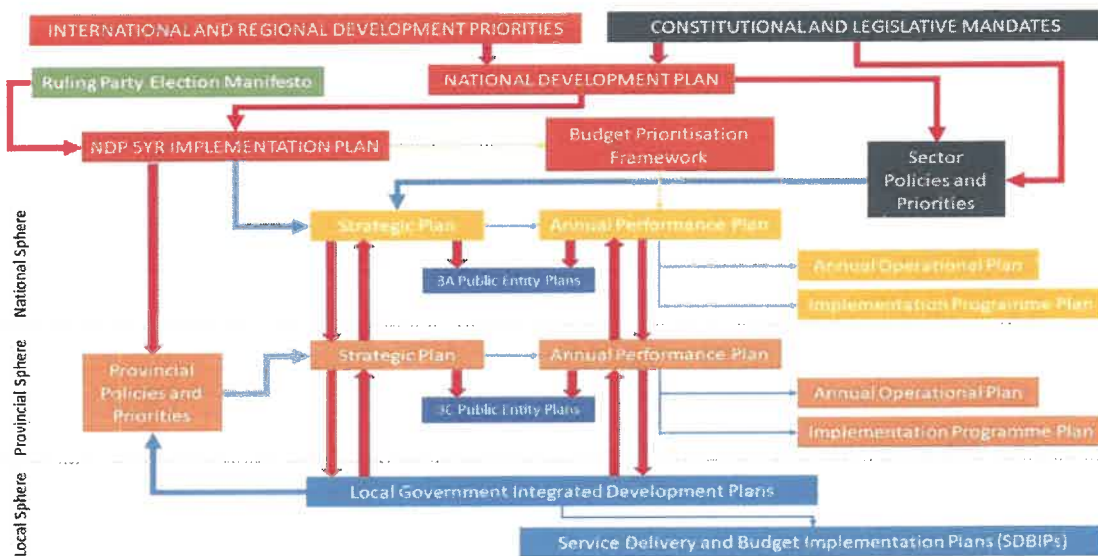 INTERNATIONAL AND REGIONAL DEVELOPMENT PRIORITIES
CONSTITUTIONAL AND LEGISLATIVE MANDATES
Ruling Party Election Manifesto
NATIONAL DEVELOPMENT PLAN
NDP 5YR IMPLEMENTATION PLAN
Budget Prioritisation
Framework
Sector
Policies and
Priorities
National Sphere
Strategic Plan
Annual Performance Plan
3A Public Entity Plans
Annual Operational Plan
Implementation Programme Plan
Provincial Sphere
Provincial
Policies and
Priorities
Strategic Plan
Annual Performance Plan
3C Public Entity Plans
Annual Operational Plan
Implementation Programme Plan
Local Sphere
Local Government Integrated Development Plans
Service Delivery and Budget Implementation Plans (SDBIPs)